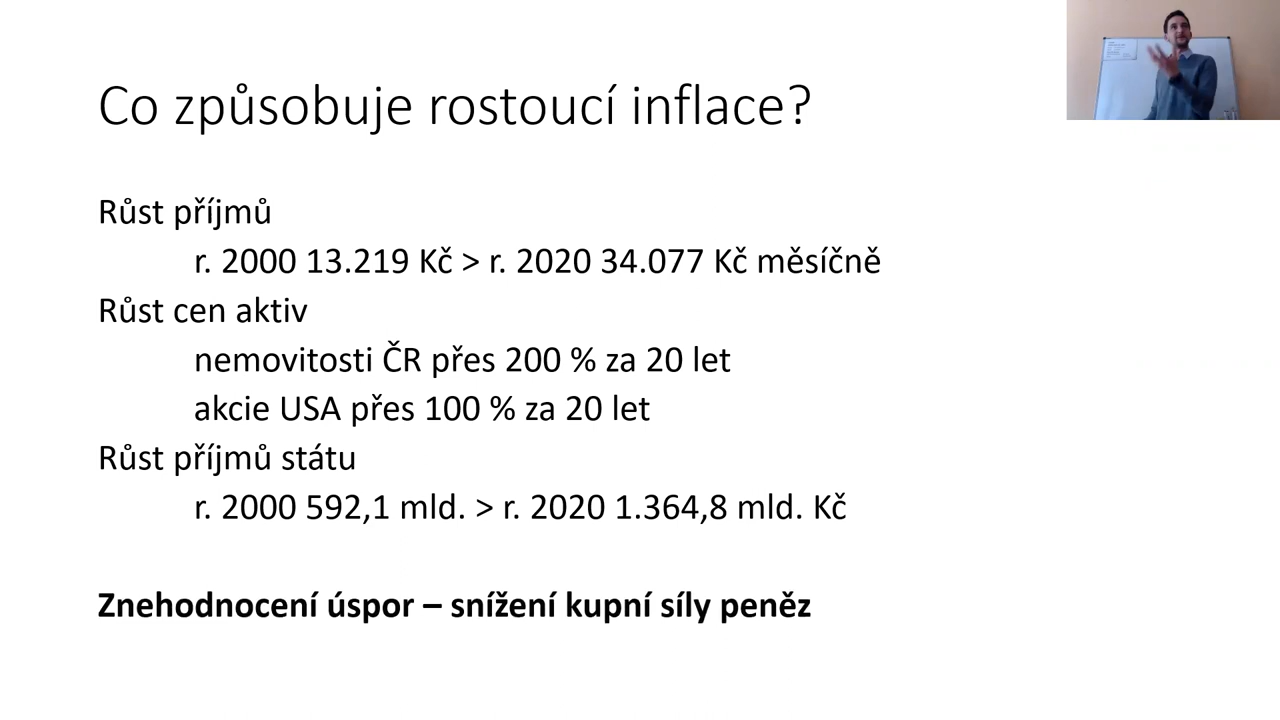 Co způsobuje rostoucí inflace?
Růst příjmů
r. 2000 13.219 Kč > r. 2020 34.077 Kč měsíčně
Růst cen aktiv
nemovitosti ČR přes 200 % za 20 let
akcie USA přes 100 % za 20 let
Růst příjmů státu
r. 2000 592,1 mld. > r. 2020 1.364,8 mld. Kč
Znehodnocení úspor – snížení kupní síly peněz